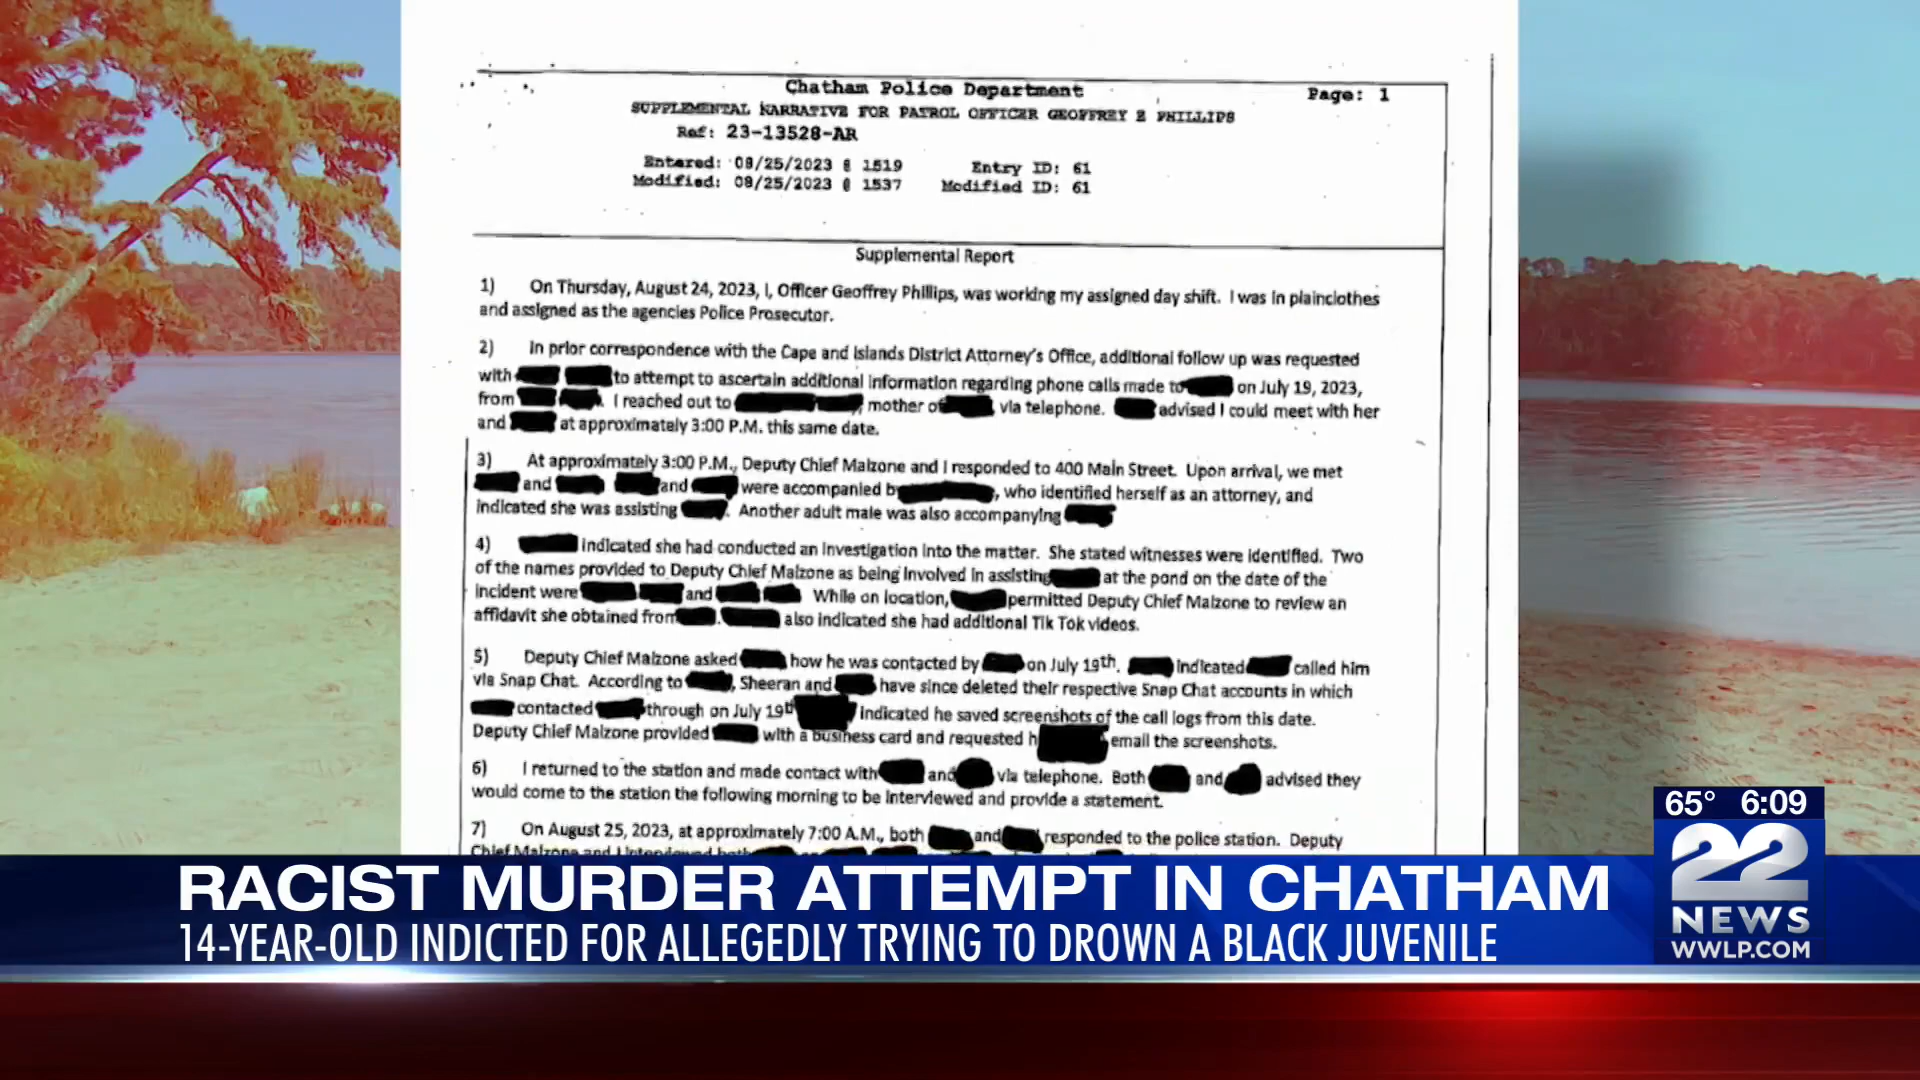 Chatham Police Department
Page: 1
SUPPLEMENTAL NARRATIVE FOR PATROL OFFICER GEOFFREY E PHILLIPS
Ref: 23-13528-AR
Entered: 08/25/2023 @ 1519 Entry ID: 61
Modified: 08/25/2023 @ 1537 Modified ID: 61
Supplemental Report
1) On Thursday, August 24, 2023, I, Officer Geoffrey Phillips, was working my assigned day shift. I was in plainclothes
and assigned as the agencies Police Prosecutor.
2) In prior correspondence with the Cape and Islands District Attorney's Office, additional follow up was requested
with to attempt to ascertain additional information regarding phone calls made to on July 19, 2023,
from . I reached out to , mother of , via telephone. advised I could meet with her
and at approximately 3:00 P.M. this same date.
3) At approximately 3:00 P.M., Deputy Chief Malzone and I responded to 400 Main Street. Upon arrival, we met
and and were accompanied b , who identified herself as an attorney, and
indicated she was assisting . Another adult male was also accompanying
4) indicated she had conducted an investigation into the matter. She stated witnesses were identified. Two
of the names provided to Deputy Chief Malzone as being involved in assisting at the pond on the date of the
incident were and . While on location, permitted Deputy Chief Malzone to review an
affidavit she obtained from . also indicated she had additional Tik Tok videos.
5) Deputy Chief Malzone asked how he was contacted by on July 19th. indicated called him
via Snap Chat. According to , Sheeran and have since deleted their respective Snap Chat accounts in which
contacted through on July 19th indicated he saved screenshots of the call logs from this date.
Deputy Chief Malzone provided with a business card and requested h email the screenshots.
6) I returned to the station and made contact with and via telephone. Both and advised they
would come to the station the following morning to be interviewed and provide a statement.
7) On August 25, 2023, at approximately 7:00 A.M., both and responded to the police station. Deputy
Chief Malzone and I interviewed both
65° 6:09
22
NEWS
WWLP.COM
RACIST MURDER ATTEMPT IN CHATHAM
14-YEAR-OLD INDICTED FOR ALLEGEDLY TRYING TO DROWN A BLACK JUVENILE